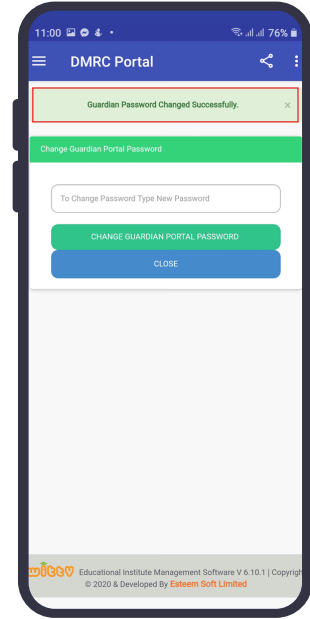 11:00 76%
DMRC Portal
Guardian Password Changed Successfully. ×
Change Guardian Portal Password
To Change Password Type New Password
CHANGE GUARDIAN PORTAL PASSWORD
CLOSE
Educational Institute Management Software V 6.10.1 | Copyrigh
© 2020 & Developed By Esteem Soft Limited